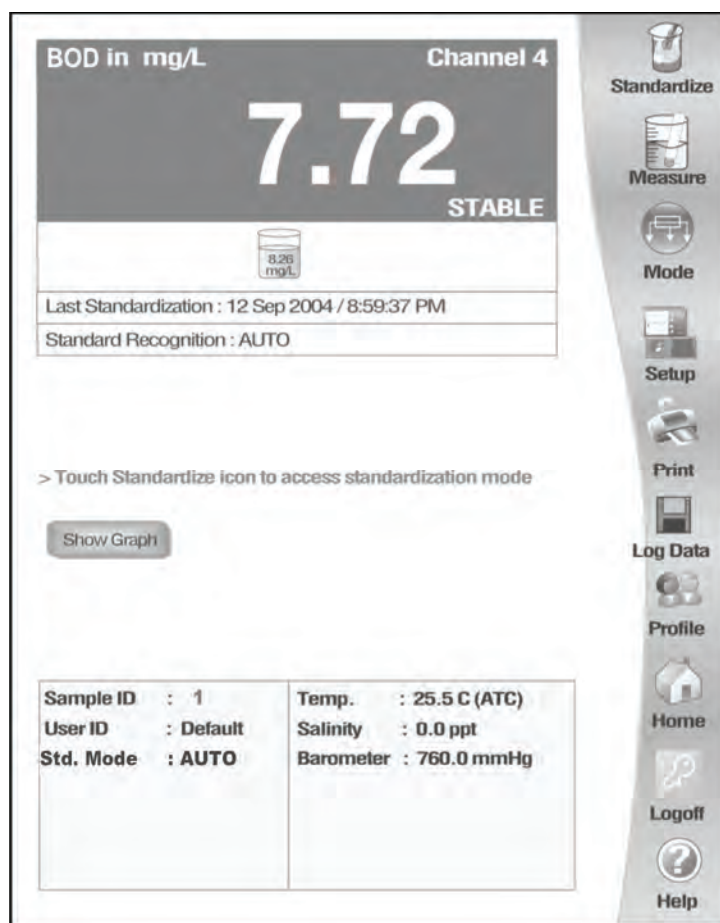 BOD in mg/L Channel 4
7.72
STABLE
8.26
mg/L
Last Standardization : 12 Sep 2004 / 8:59:37 PM
Standard Recognition : AUTO
> Touch Standardize icon to access standardization mode
Show Graph
Sample ID : 1
User ID : Default
Std. Mode : AUTO
Temp. : 25.5 C (ATC)
Salinity : 0.0 ppt
Barometer : 760.0 mmHg
Standardize
Measure
Mode
Setup
Print
Log Data
Profile
Home
Logoff
?
Help